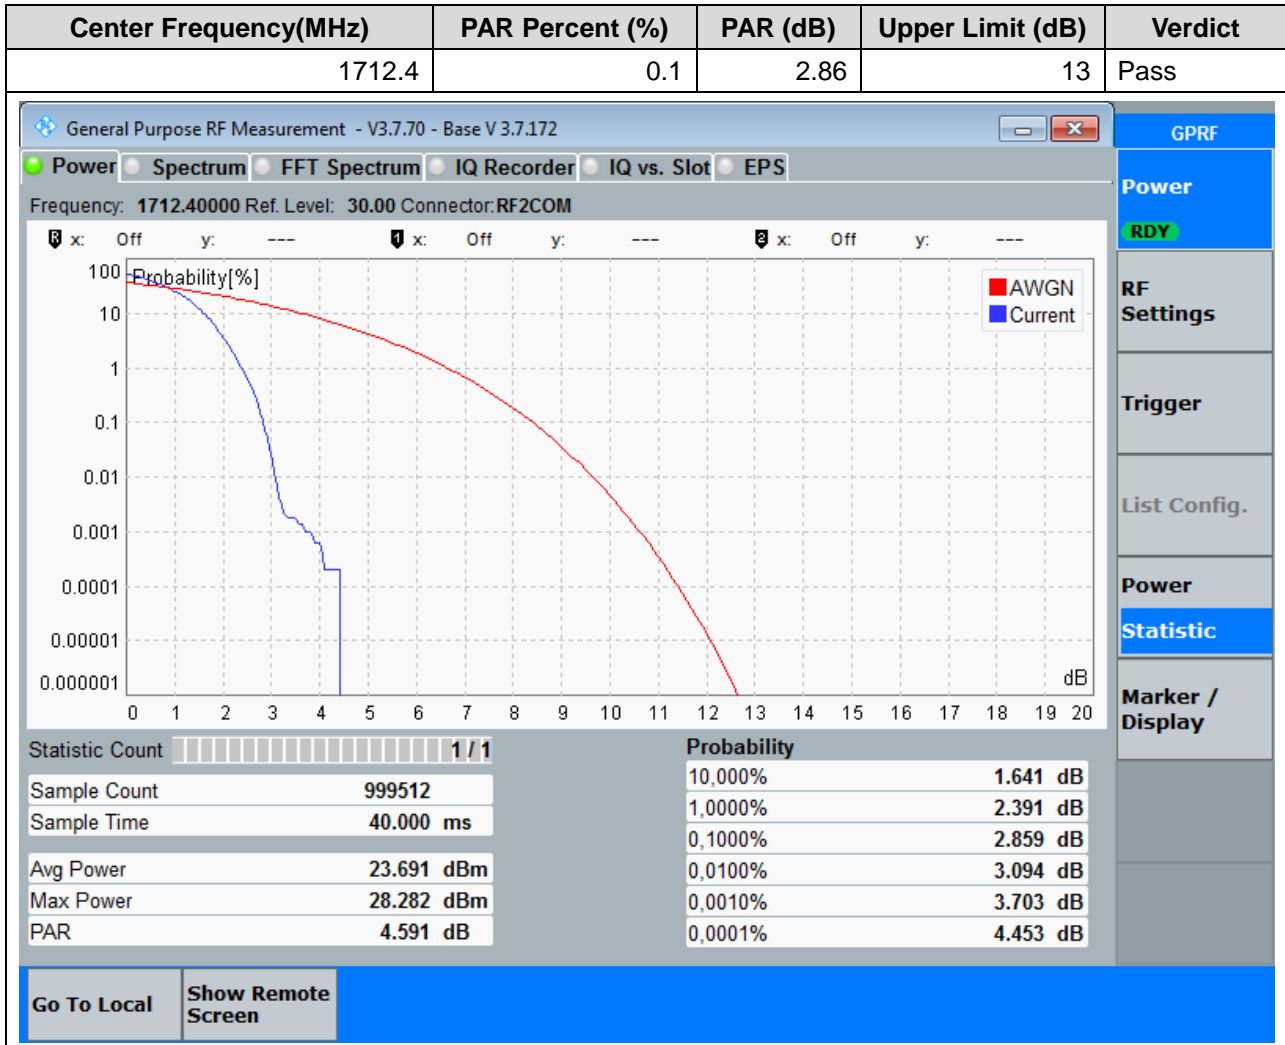 Center Frequency(MHz) PAR Percent (%) PAR (dB) Upper Limit (dB) Verdict
1712.4 0.1 2.86 13 Pass
General Purpose RF Measurement - V3.7.70 - Base V 3.7.172
GPRF
Power Spectrum FFT Spectrum IQ Recorder IQ vs. Slot EPS
Frequency: 1712.40000 Ref. Level: 30.00 Connector: RF2COM
R x: Off y: --- 1 x: Off y: --- 2 x: Off y: ---
Probability[%]
AWGN
Current
100
10
1
0.1
0.01
0.001
0.0001
0.00001
0.000001
dB
0 1 2 3 4 5 6 7 8 9 10 11 12 13 14 15 16 17 18 19 20
Statistic Count 1 / 1
Sample Count 999512
Sample Time 40.000 ms
Avg Power 23.691 dBm
Max Power 28.282 dBm
PAR 4.591 dB
Probability
10,000% 1.641 dB
1,0000% 2.391 dB
0,1000% 2.859 dB
0,0100% 3.094 dB
0,0010% 3.703 dB
0,0001% 4.453 dB
Power
RDY
RF
Settings
Trigger
List Config.
Power
Statistic
Marker /
Display
Go To Local
Show Remote
Screen